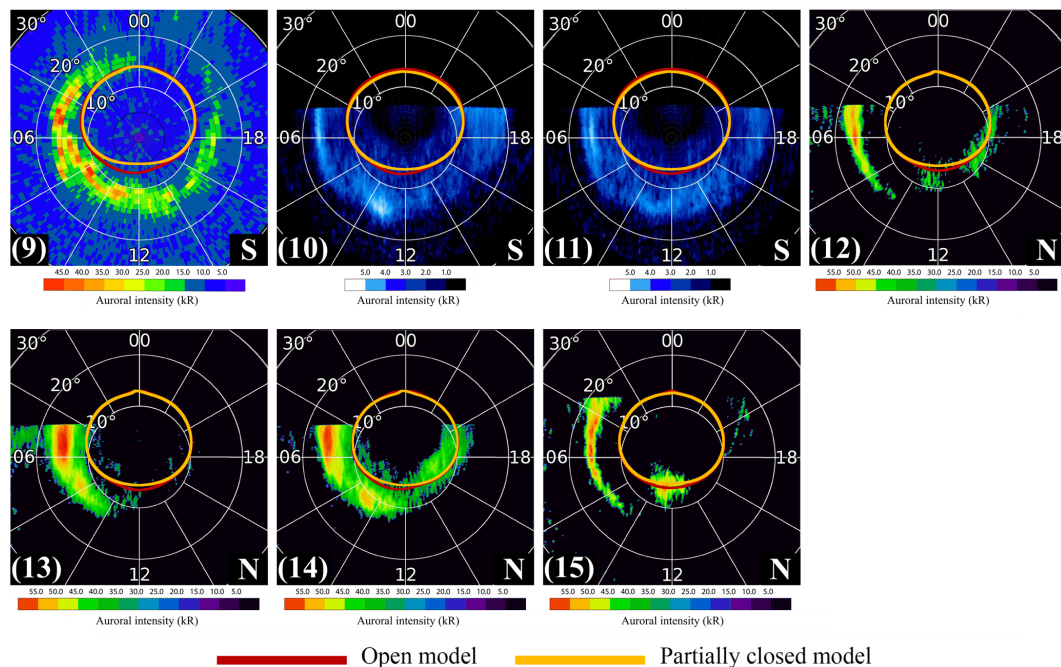 30° 00 30° 00 30° 00 30° 00
20° 20° 20° 20°
10° 10° 10° 10°
06 18 06 18 06 18 06 18
12 12 12 12
(9) S (10) S (11) S (12) N
45.0 40.0 35.0 30.0 25.0 20.0 15.0 10.0 5.0 5.0 4.0 3.0 2.0 1.0 5.0 4.0 3.0 2.0 1.0 55.0 50.0 45.0 40.0 35.0 30.0 25.0 20.0 15.0 10.0 5.0
Auroral intensity (kR) Auroral intensity (kR) Auroral intensity (kR) Auroral intensity (kR)
30° 00 30° 00 30° 00
20° 20° 20°
10° 10° 10°
06 18 06 18 06 18
12 12 12
(13) N (14) N (15) N
55.0 50.0 45.0 40.0 35.0 30.0 25.0 20.0 15.0 10.0 5.0 55.0 50.0 45.0 40.0 35.0 30.0 25.0 20.0 15.0 10.0 5.0 55.0 50.0 45.0 40.0 35.0 30.0 25.0 20.0 15.0 10.0 5.0
Auroral intensity (kR) Auroral intensity (kR) Auroral intensity (kR)
Open model Partially closed model